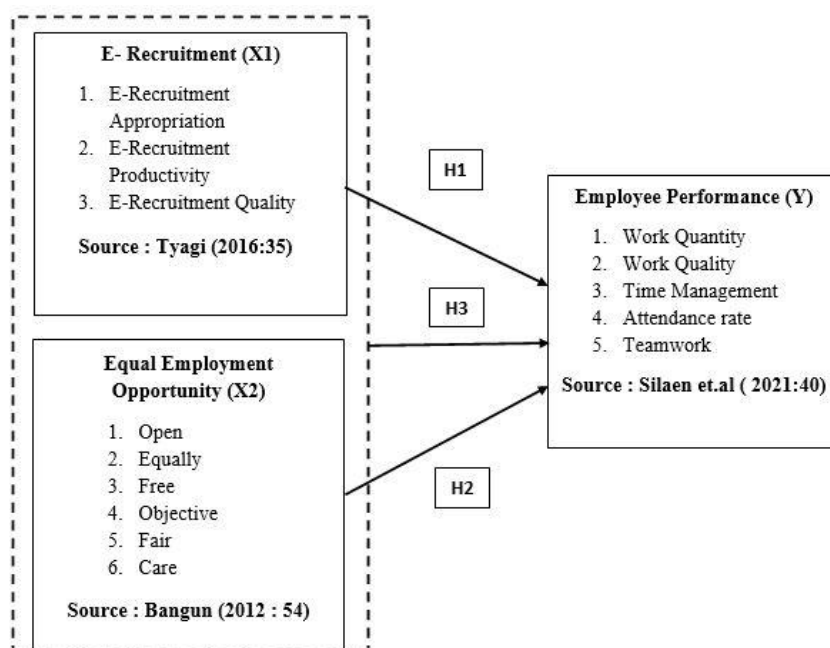 E- Recruitment (X1)
1. E-Recruitment
Appropriation
2. E-Recruitment
Productivity
3. E-Recruitment Quality
Source : Tyagi (2016:35)
H1
Employee Performance (Y)
1. Work Quantity
2. Work Quality
3. Time Management
4. Attendance rate
5. Teamwork
Source : Silaen et.al ( 2021:40)
H3
Equal Employment
Opportunity (X2)
1. Open
2. Equally
3. Free
4. Objective
5. Fair
6. Care
Source : Bangun (2012 : 54)
H2